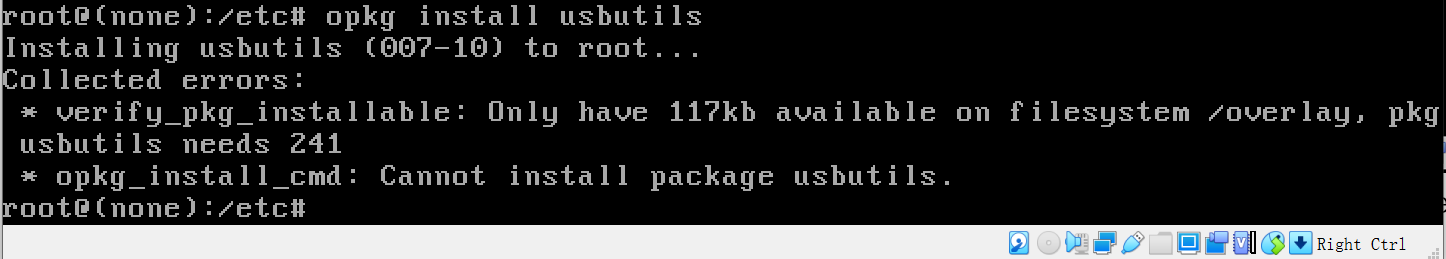 root@(none):/etc# opkg install usbutils
Installing usbutils (007-10) to root...
Collected errors:
 * verify_pkg_installable: Only have 117kb available on filesystem /overlay, pkg
 usbutils needs 241
 * opkg_install_cmd: Cannot install package usbutils.
root@(none):/etc#
Right Ctrl